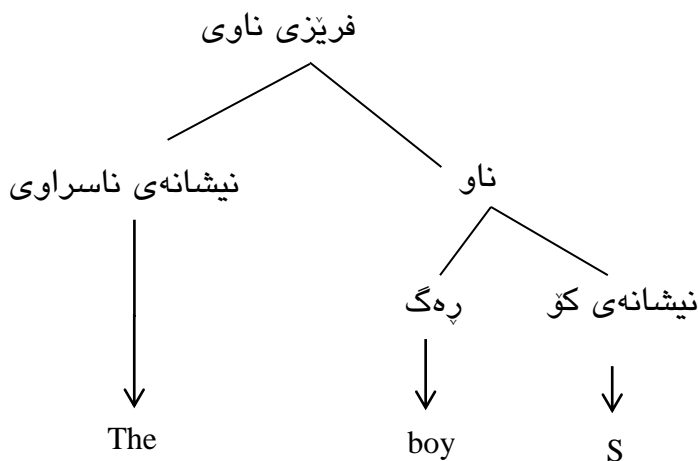 فرێزی ناوی
نیشانەی ناسراوی
ناو
ڕەگ
نیشانەی کۆ
The
boy
S